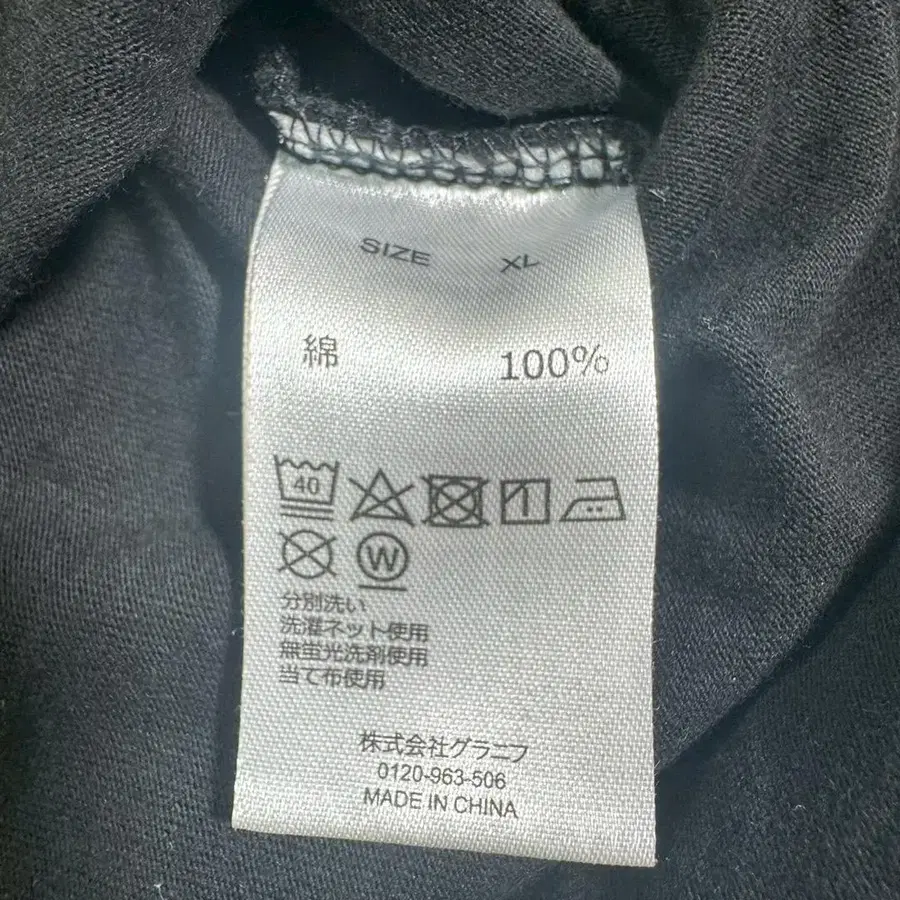 SIZE XL
綿 100%
40
W
分別洗い
洗濯ネット使用
無蛍光洗剤使用
当て布使用
株式会社グラニフ
0120-963-506
MADE IN CHINA